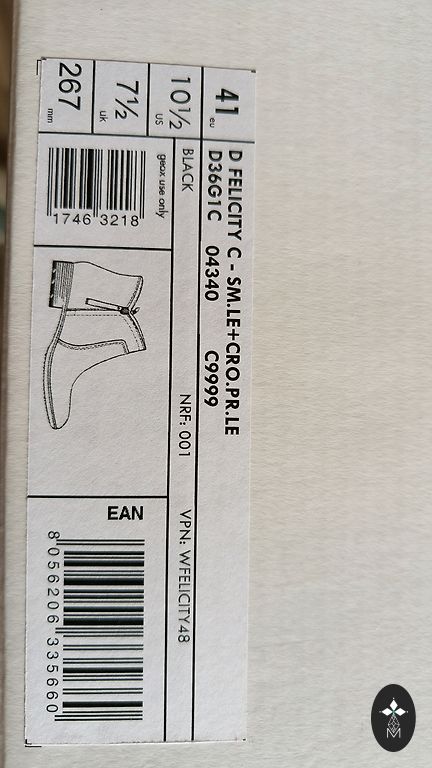 41 eu
10½ US
7½ uk
267 mm
D FELICITY C - SM.LE+CRO.PR.LE
D36G1C 04340 C9999
BLACK NRF: 001 VPN: WFELICITY48
geox use only
1746 3218
EAN
8 056206 335660
M